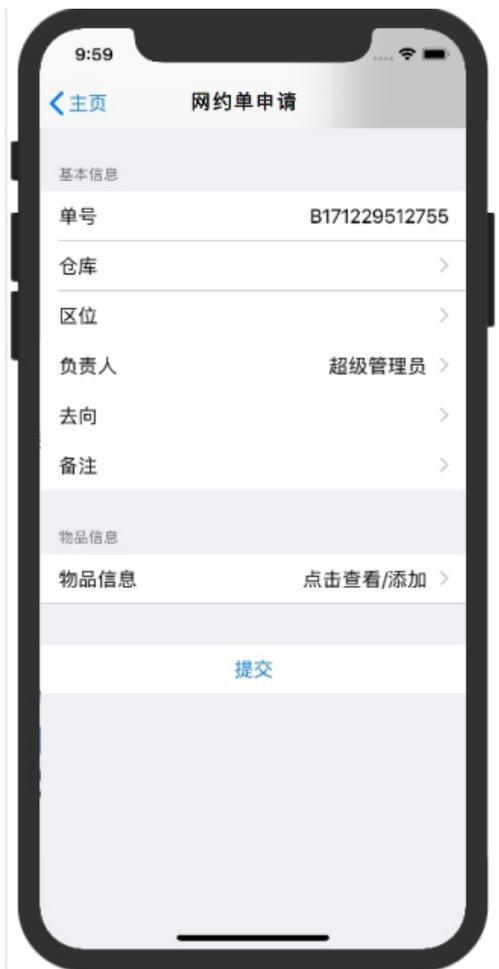 9:59
主页 网约单申请
基本信息
单号 B171229512755
仓库
区位
负责人 超级管理员
去向
备注
物品信息
物品信息 点击查看/添加
提交